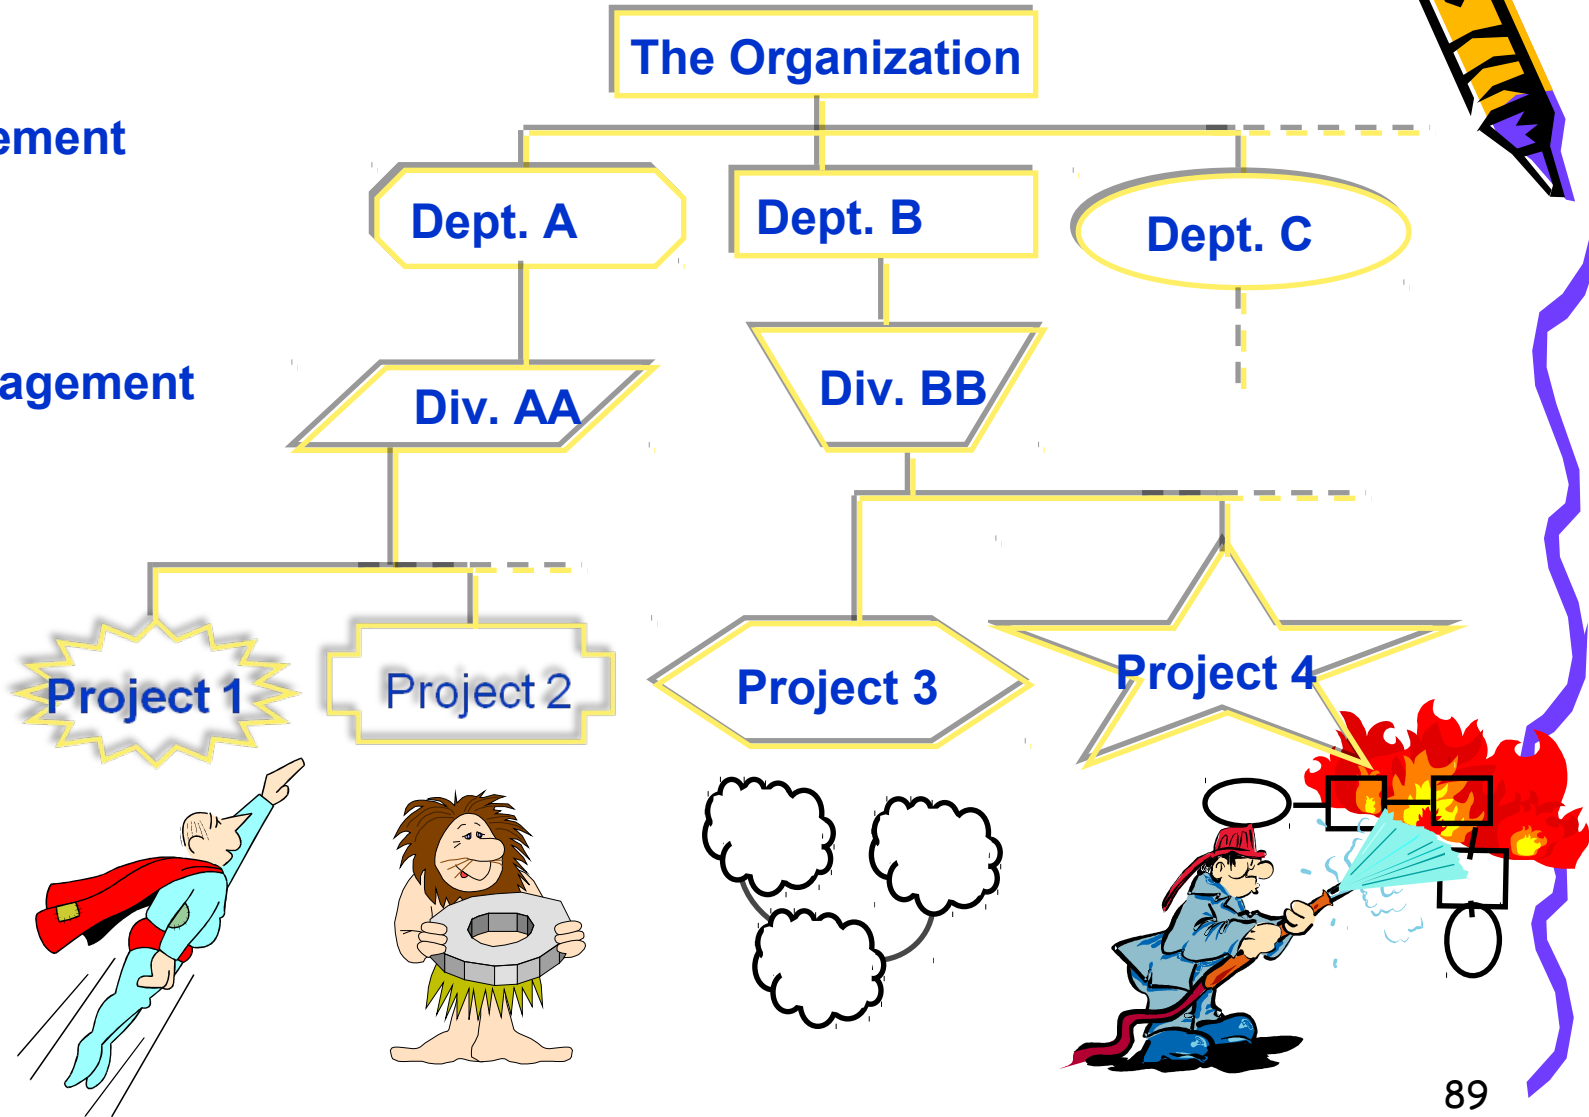 The Organization
ement
Dept. A
Dept. B
Dept. C
agement
Div. AA
Div. BB
Project 1
Project 2
Project 3
Project 4
89